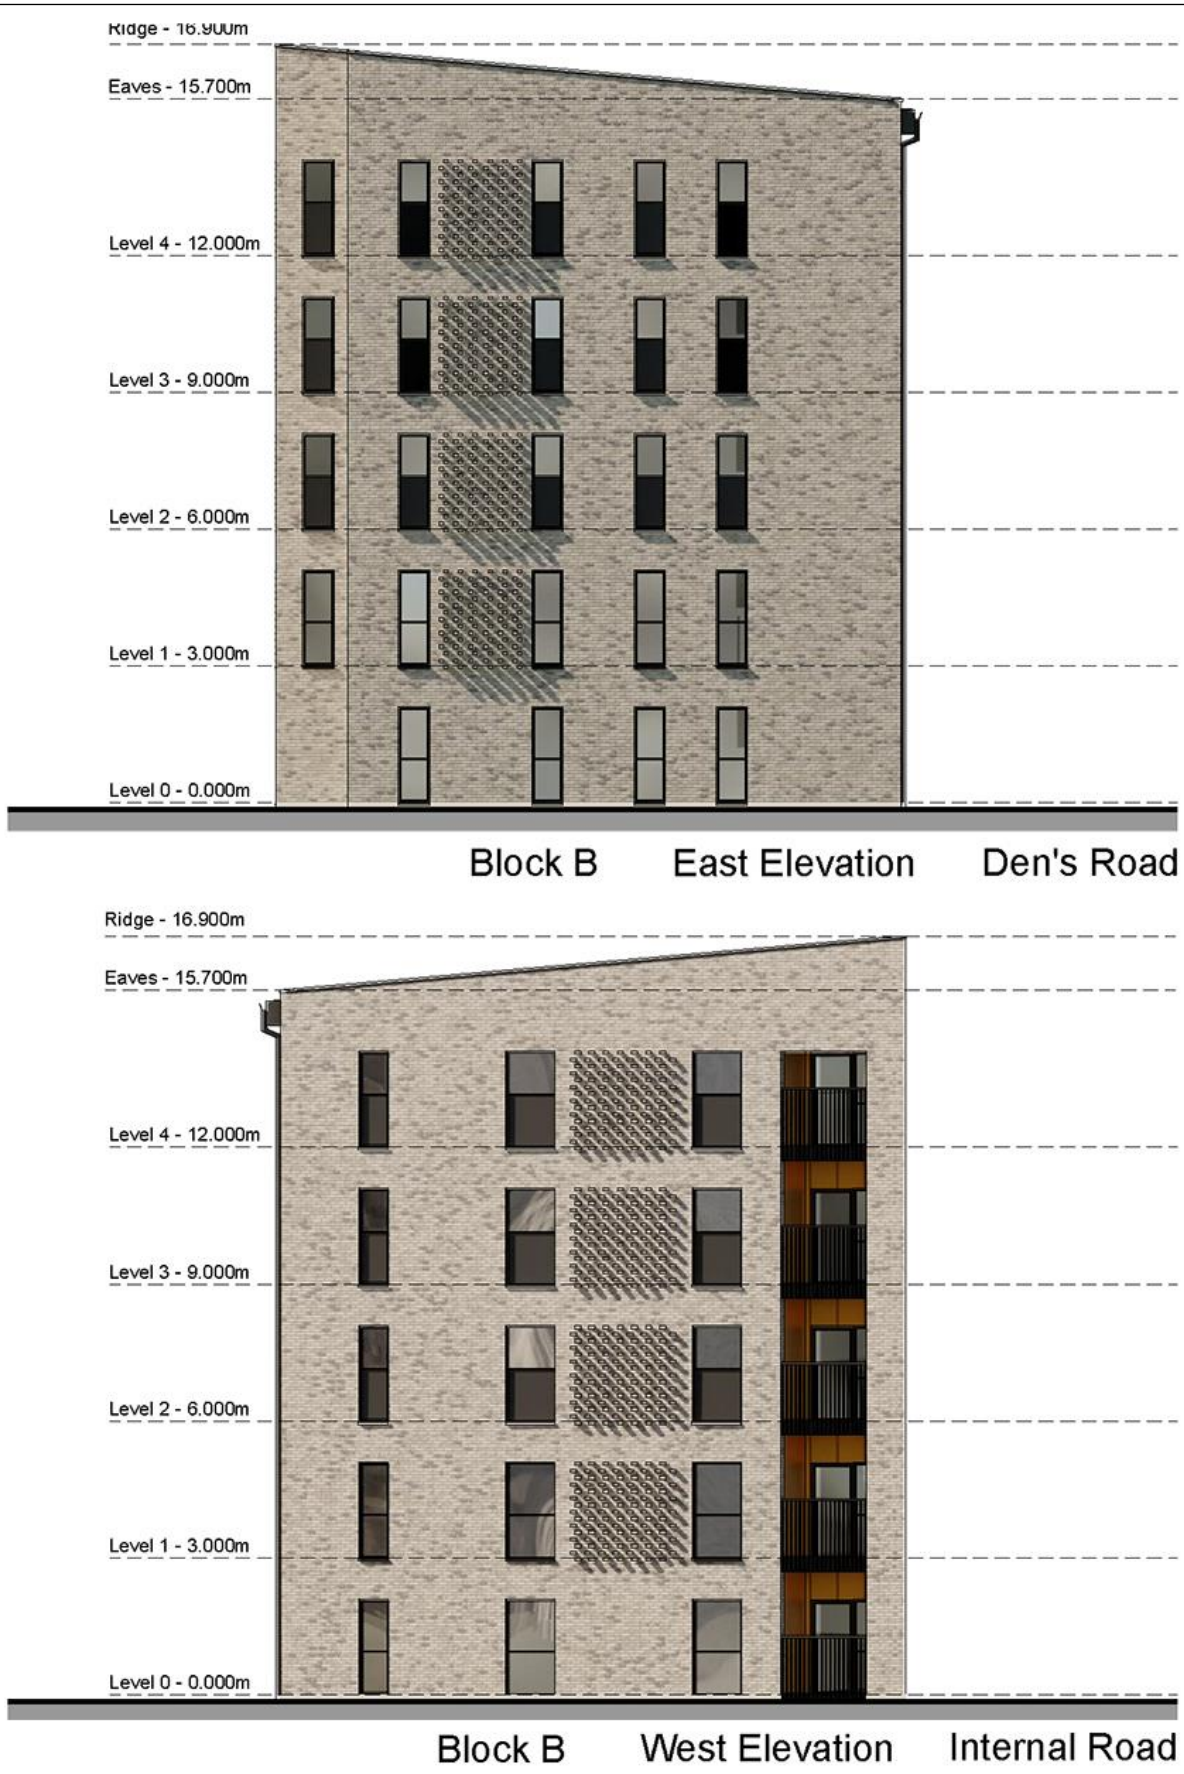 Ridge - 16.900m
Eaves - 15.700m
Level 4 - 12.000m
Level 3 - 9.000m
Level 2 - 6.000m
Level 1 - 3.000m
Level 0 - 0.000m
Block B East Elevation Den's Road
Ridge - 16.900m
Eaves - 15.700m
Level 4 - 12.000m
Level 3 - 9.000m
Level 2 - 6.000m
Level 1 - 3.000m
Level 0 - 0.000m
Block B West Elevation Internal Road